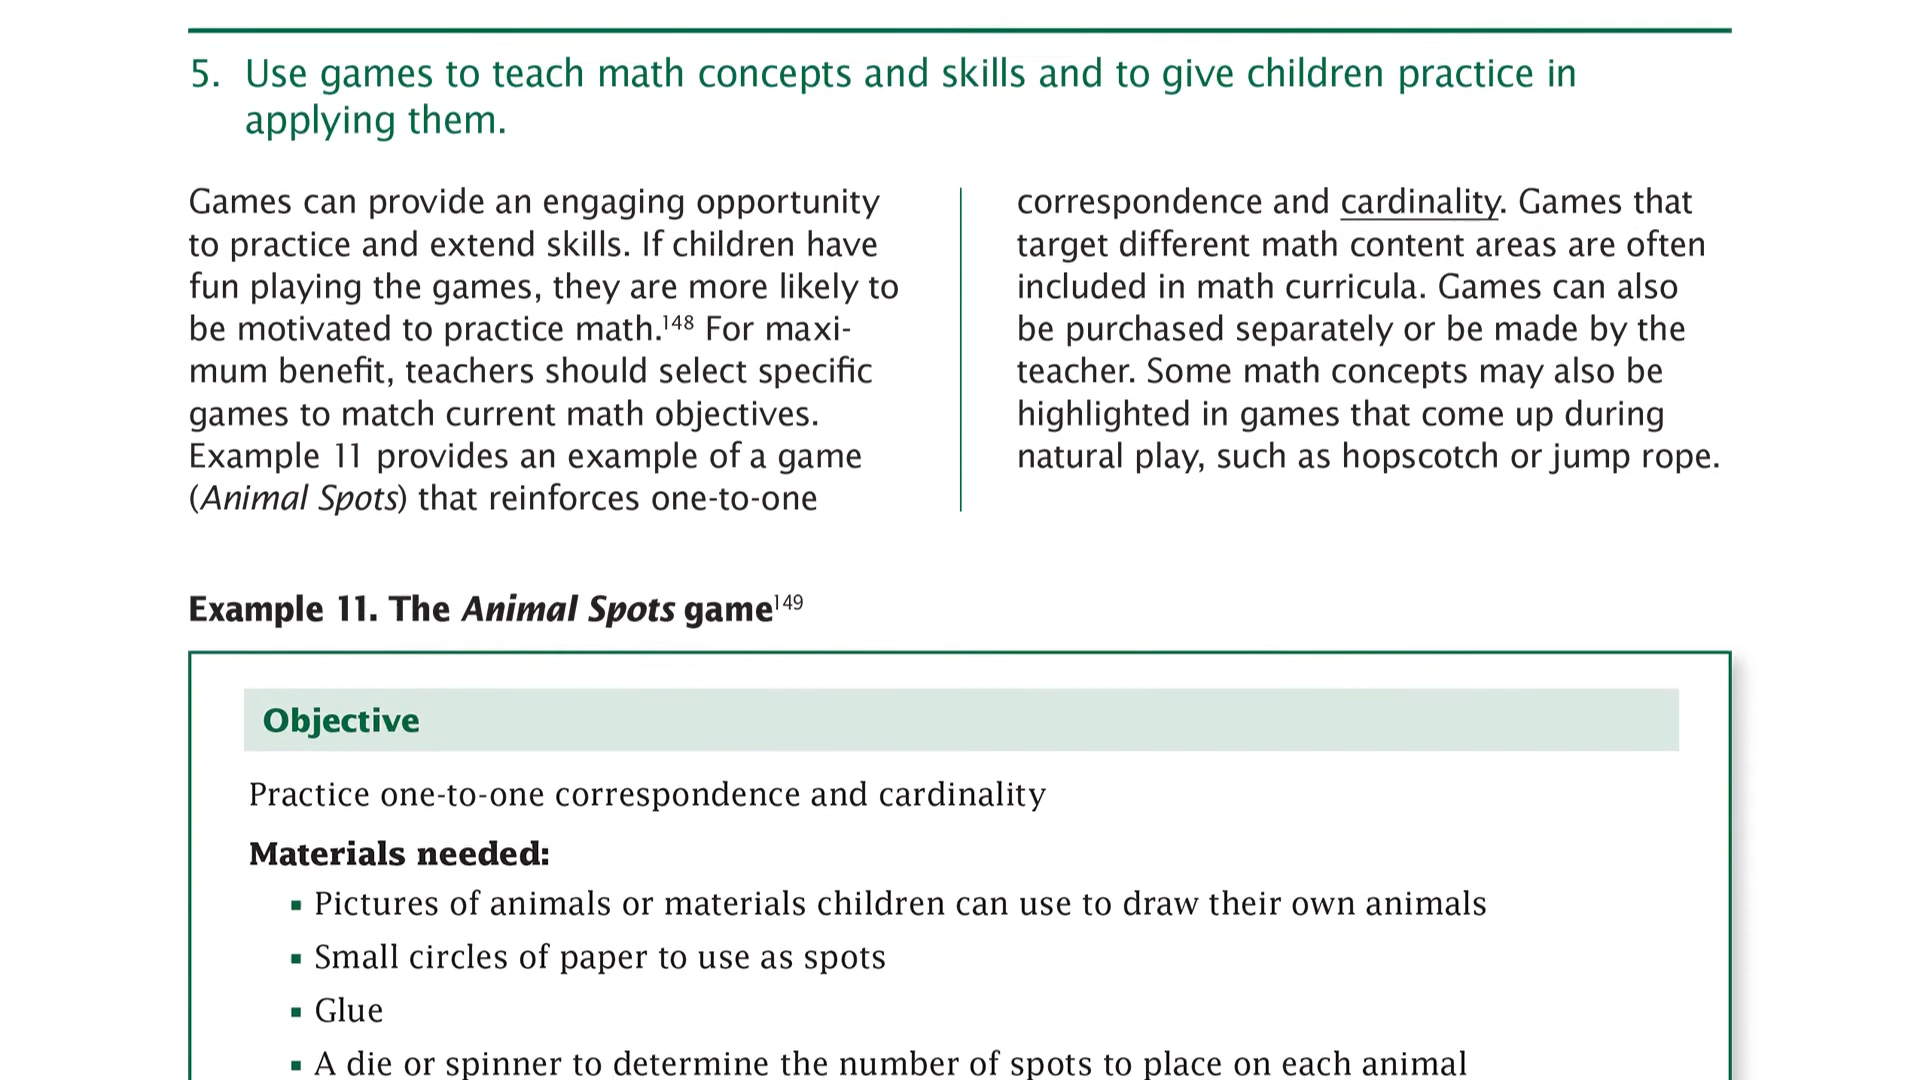 5. Use games to teach math concepts and skills and to give children practice in
applying them.
Games can provide an engaging opportunity
to practice and extend skills. If children have
fun playing the games, they are more likely to
be motivated to practice math.148 For maxi-
mum benefit, teachers should select specific
games to match current math objectives.
Example 11 provides an example of a game
(Animal Spots) that reinforces one-to-one
correspondence and cardinality. Games that
target different math content areas are often
included in math curricula. Games can also
be purchased separately or be made by the
teacher. Some math concepts may also be
highlighted in games that come up during
natural play, such as hopscotch or jump rope.
Example 11. The Animal Spots game149
Objective
Practice one-to-one correspondence and cardinality
Materials needed:
▪ Pictures of animals or materials children can use to draw their own animals
▪ Small circles of paper to use as spots
▪ Glue
▪ A die or spinner to determine the number of spots to place on each animal